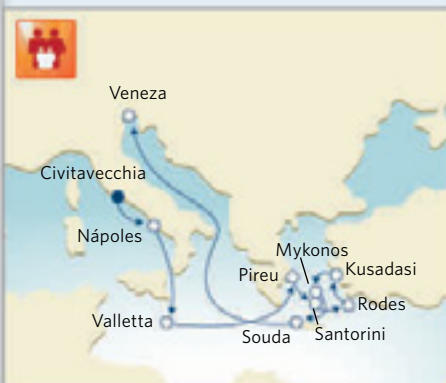 Veneza
Civitavecchia
Nápoles
Mykonos
Pireu
Kusadasi
Rodes
Valletta
Souda
Santorini